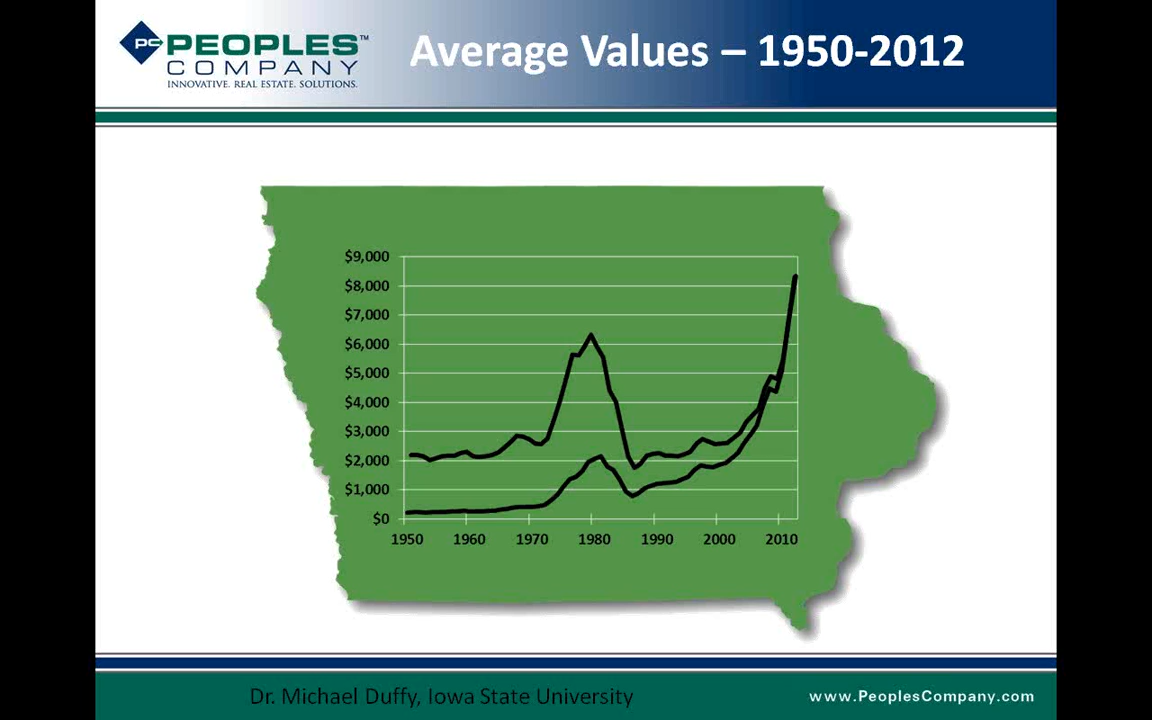 PC PEOPLES™
COMPANY
INNOVATIVE. REAL ESTATE. SOLUTIONS.
Average Values – 1950-2012
$9,000
$8,000
$7,000
$6,000
$5,000
$4,000
$3,000
$2,000
$1,000
$0
1950 1960 1970 1980 1990 2000 2010
Dr. Michael Duffy, Iowa State University
www.PeoplesCompany.com